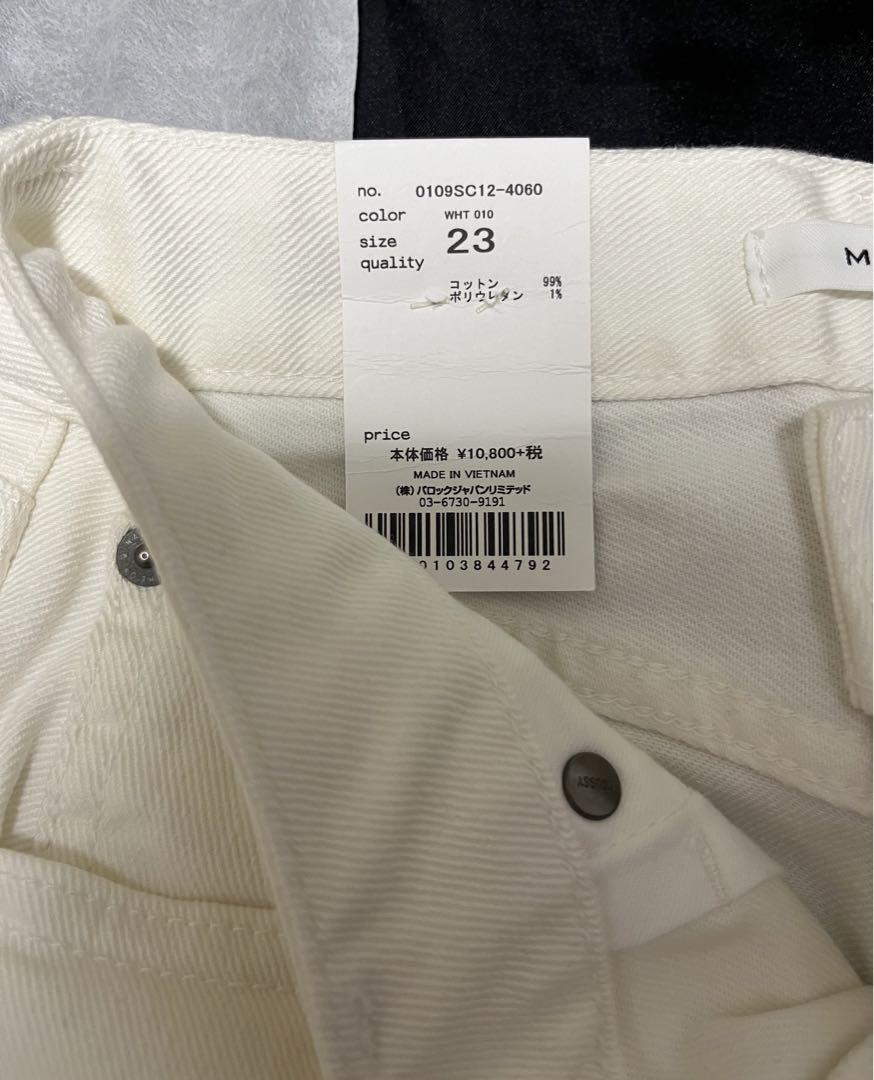 no. 0109SC12-4060
color WHT 010
size 23
quality
コットン 99%
ポリウレタン 1%
M
price
本体価格 ¥10,800+税
MADE IN VIETNAM
(株)バロックジャパンリミテッド
03-6730-9191
0103844792